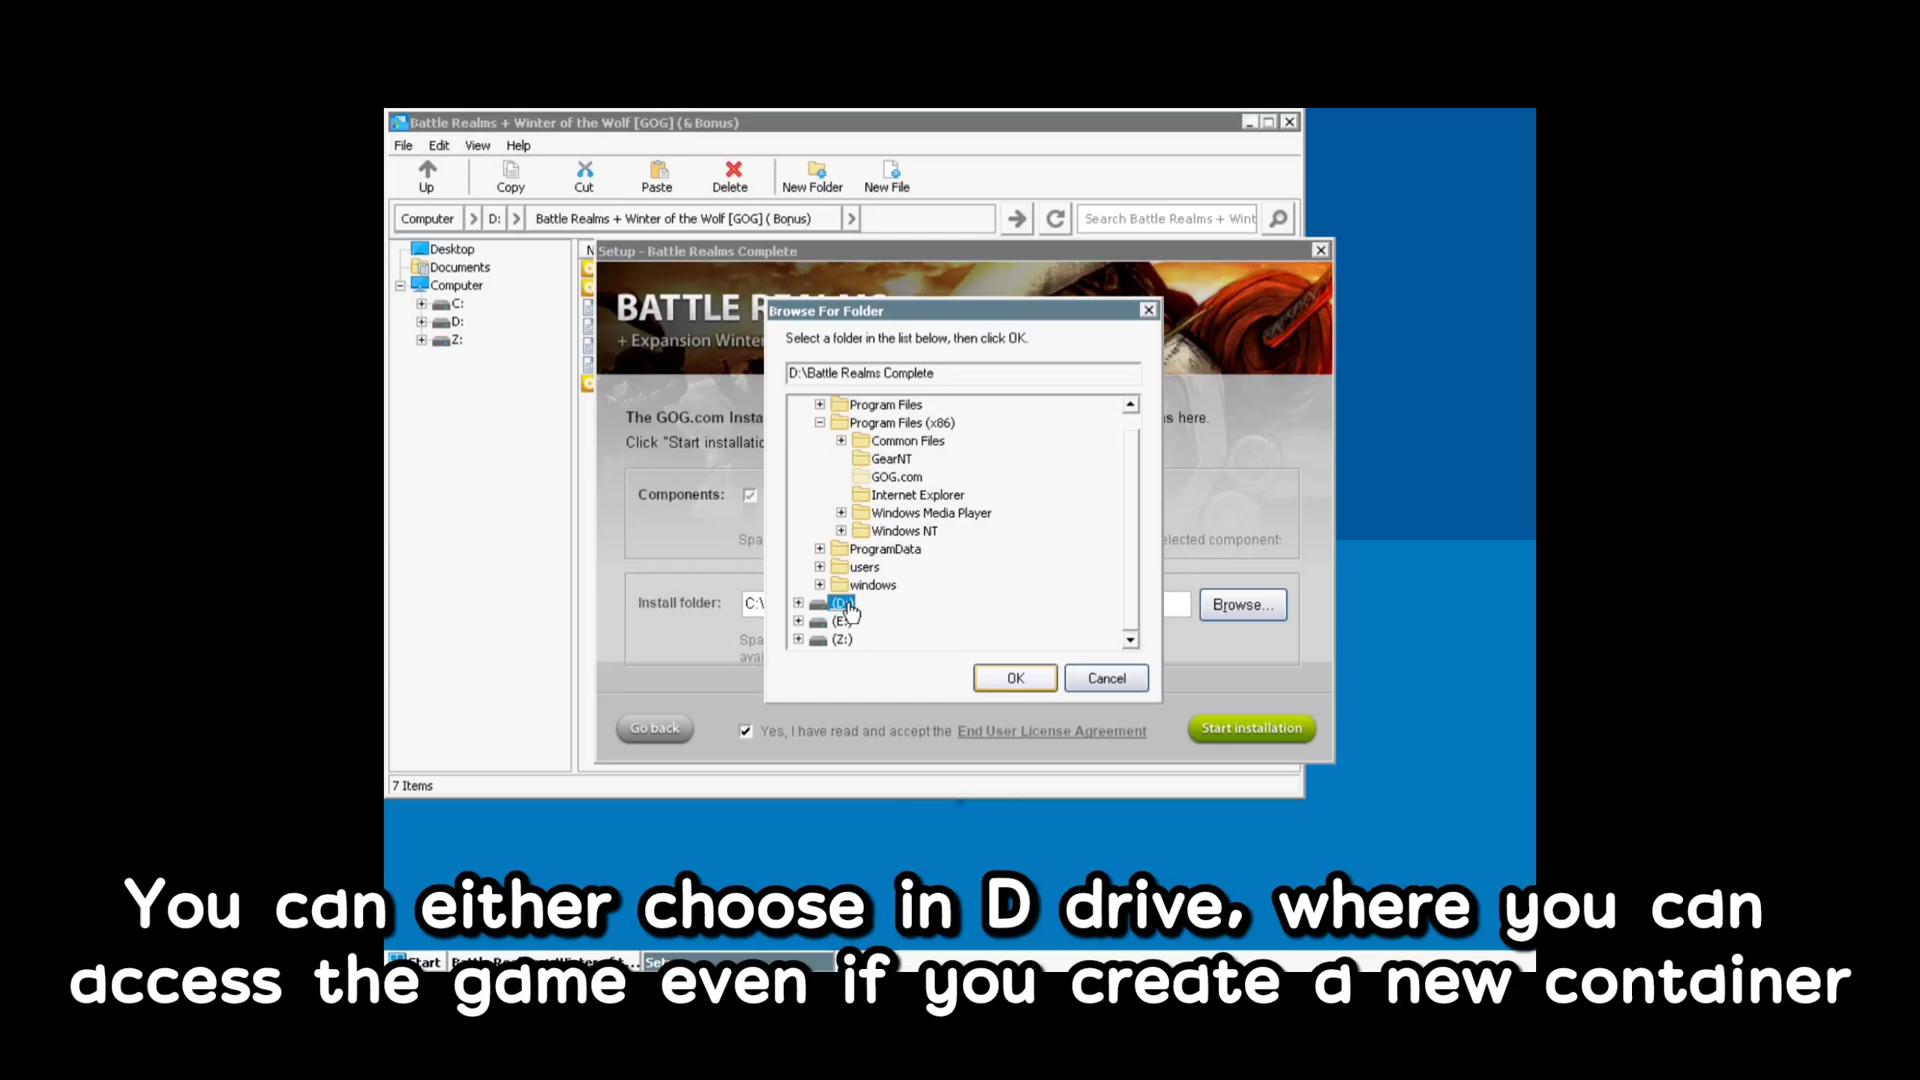 Battle Realms + Winter of the Wolf [GOG] (& Bonus)
File Edit View Help
Up Copy Cut Paste Delete New Folder New File
Computer D: Battle Realms + Winter of the Wolf [GOG] ( Bonus) Search Battle Realms + Wint
Desktop
Documents
Computer
C:
D:
Z:
Setup - Battle Realms Complete
BATTLE
+ Expansion Winte
Browse For Folder
Select a folder in the list below, then click OK.
D:\Battle Realms Complete
Program Files
Program Files (x86)
Common Files
GearNT
GOG.com
Internet Explorer
Windows Media Player
Windows NT
ProgramData
users
windows
(D:)
(E:)
(Z:)
OK Cancel
The GOG.com Insta
s here.
Click "Start installatio
Components:
Spa
elected component:
Install folder: C:\ Browse...
Spa
avai
Go back Yes, I have read and accept the End User License Agreement Start installation
7 Items
Start
You can either choose in D drive, where you can
access the game even if you create a new container